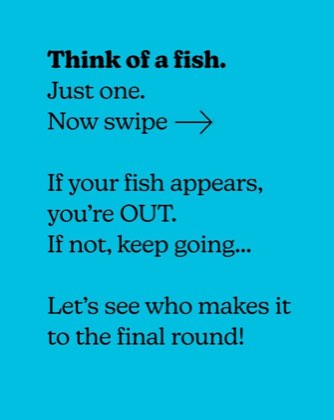 Think of a fish.
Just one.
Now swipe →
If your fish appears,
you’re OUT.
If not, keep going...
Let’s see who makes it
to the final round!